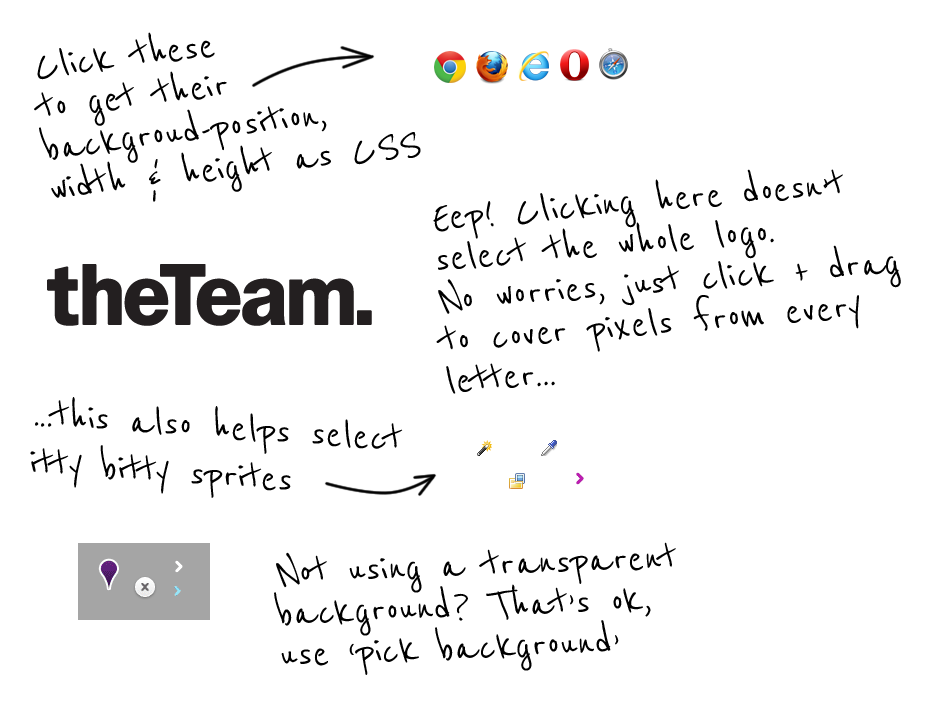 Click these
to get their
backgroud-position,
width & height as CSS
Eep! Clicking here doesnt
select the whole logo.
No worries, just click + drag
to cover pixels from every
letter...
theTeam.
...this also helps select
itty bitty sprites
Not using a transparent
background? That's ok,
use 'pick background'